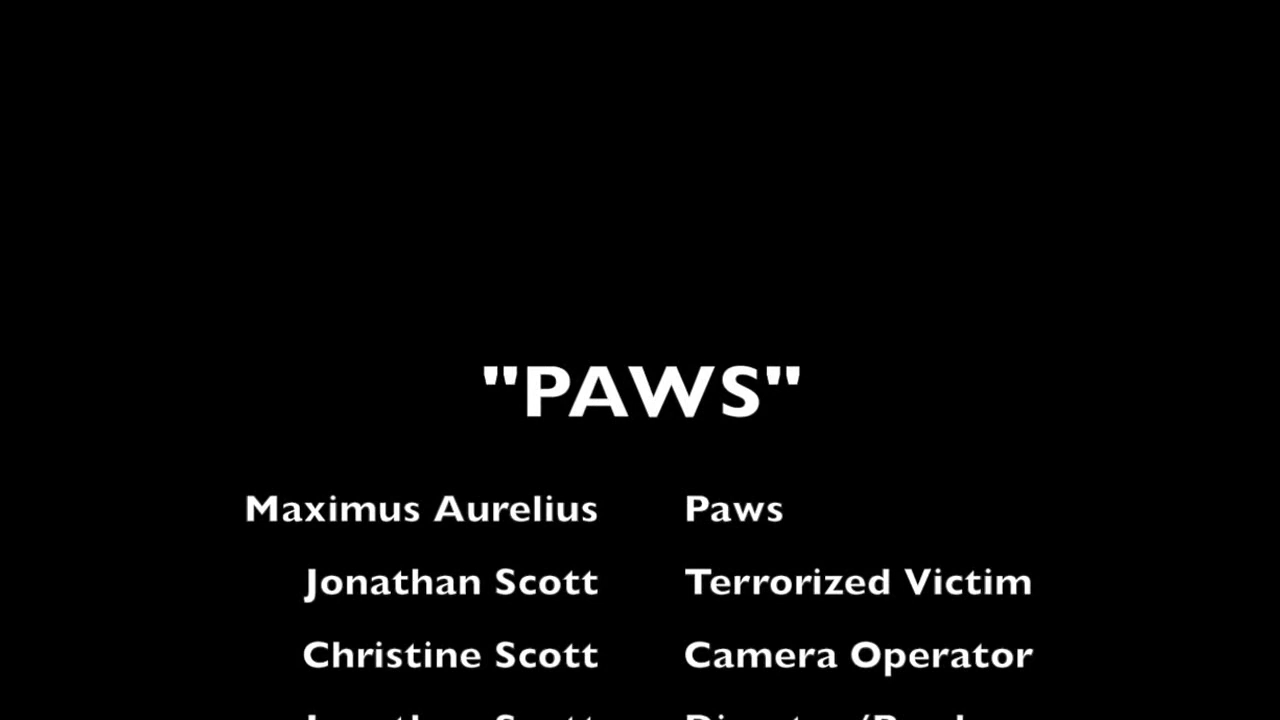 "PAWS"
Maximus Aurelius Paws
Jonathan Scott Terrorized Victim
Christine Scott Camera Operator